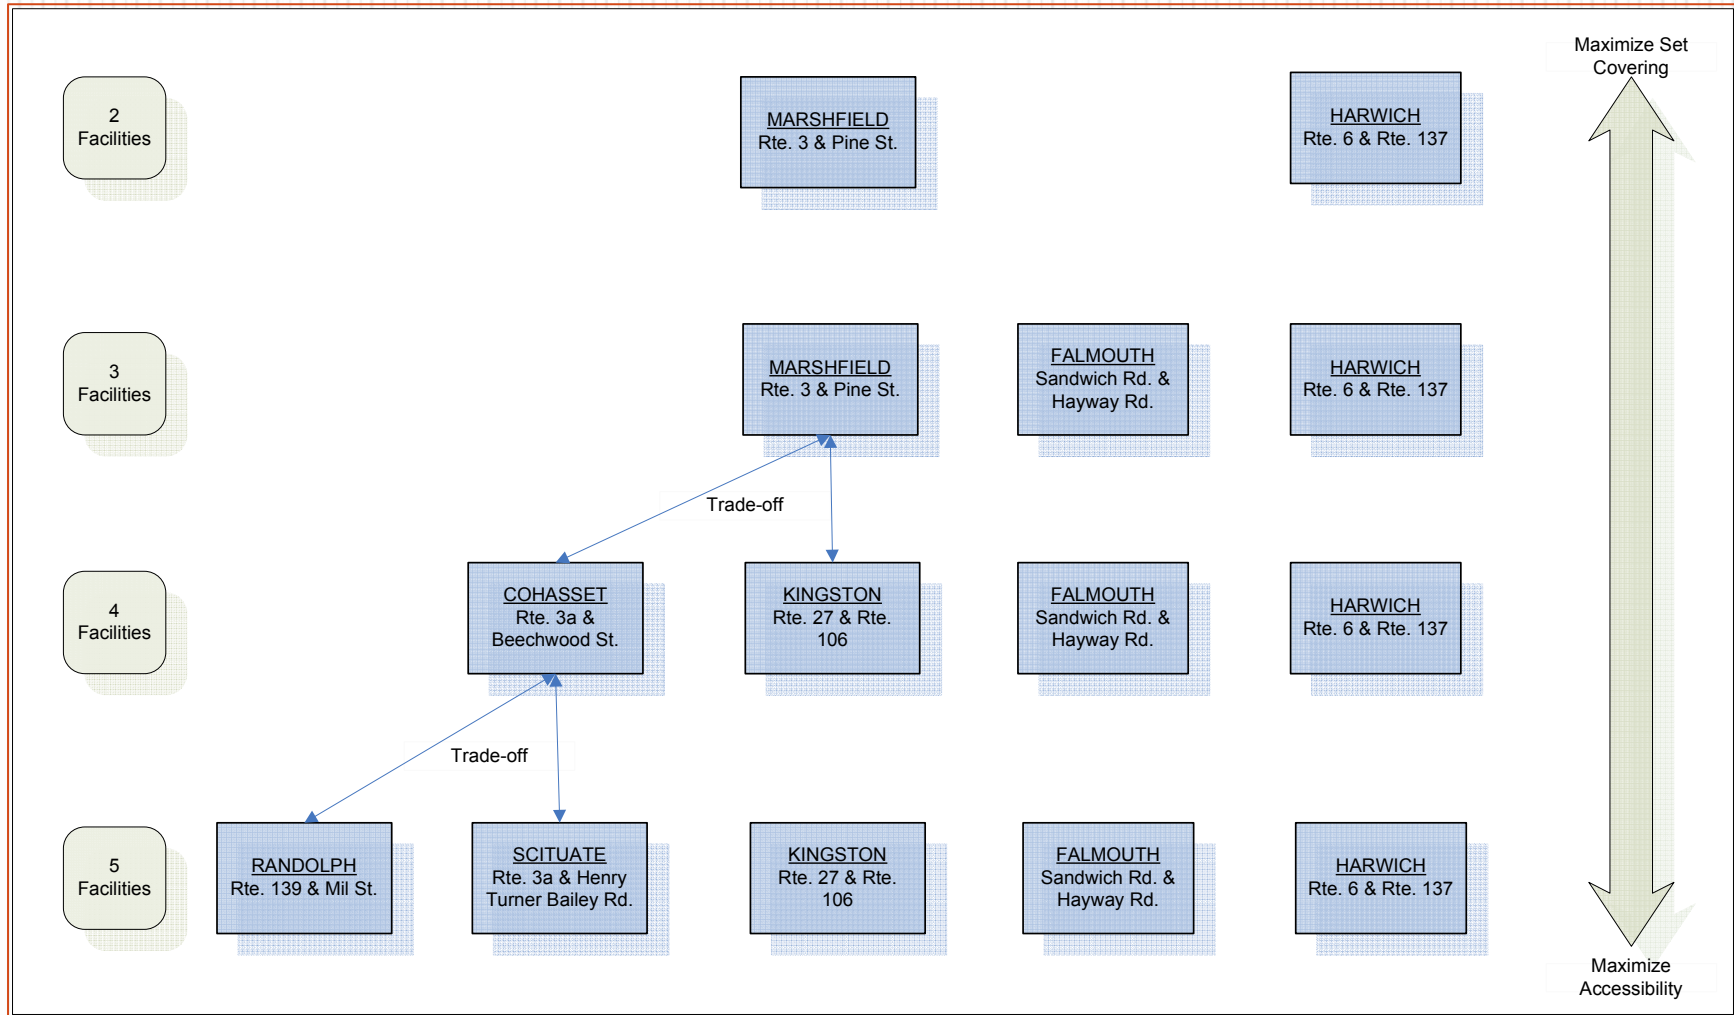 Maximize Set
Covering
2
Facilities
MARSHFIELD
Rte. 3 & Pine St.
HARWICH
Rte. 6 & Rte. 137
3
Facilities
MARSHFIELD
Rte. 3 & Pine St.
FALMOUTH
Sandwich Rd. &
Hayway Rd.
HARWICH
Rte. 6 & Rte. 137
Trade-off
4
Facilities
COHASSET
Rte. 3a &
Beechwood St.
KINGSTON
Rte. 27 & Rte.
106
FALMOUTH
Sandwich Rd. &
Hayway Rd.
HARWICH
Rte. 6 & Rte. 137
Trade-off
5
Facilities
RANDOLPH
Rte. 139 & Mil St.
SCITUATE
Rte. 3a & Henry
Turner Bailey Rd.
KINGSTON
Rte. 27 & Rte.
106
FALMOUTH
Sandwich Rd. &
Hayway Rd.
HARWICH
Rte. 6 & Rte. 137
Maximize
Accessibility